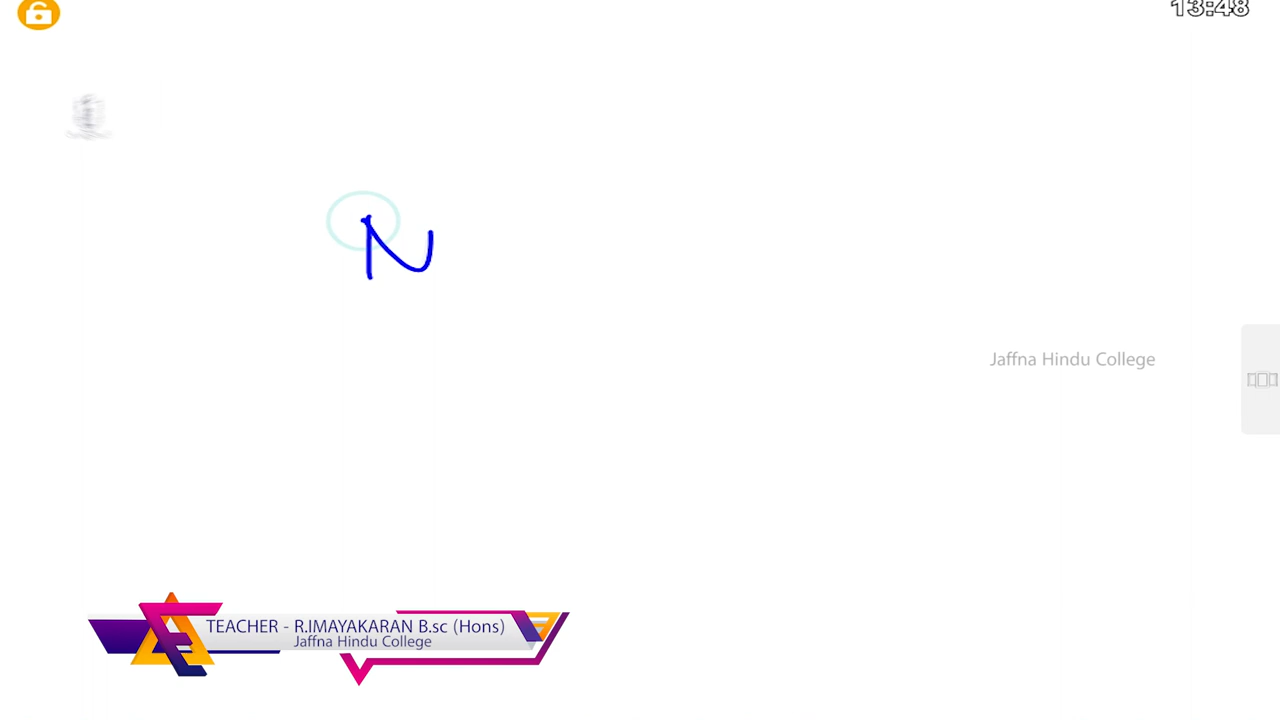 13:48
N
Jaffna Hindu College
TEACHER - R.IMAYAKARAN B.sc (Hons)
Jaffna Hindu College